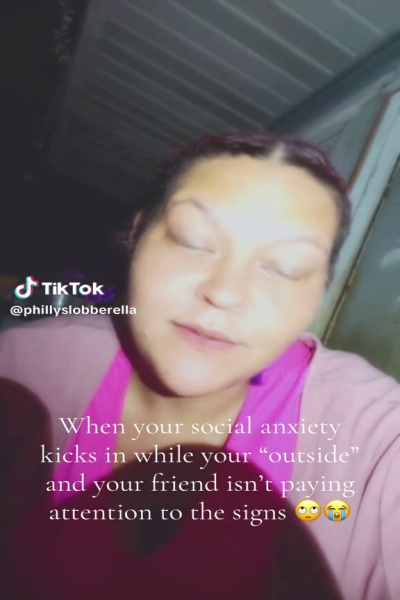 TikTok
@phillyslobberella
When your social anxiety
kicks in while your “outside”
and your friend isn’t paying
attention to the signs 🙄😭